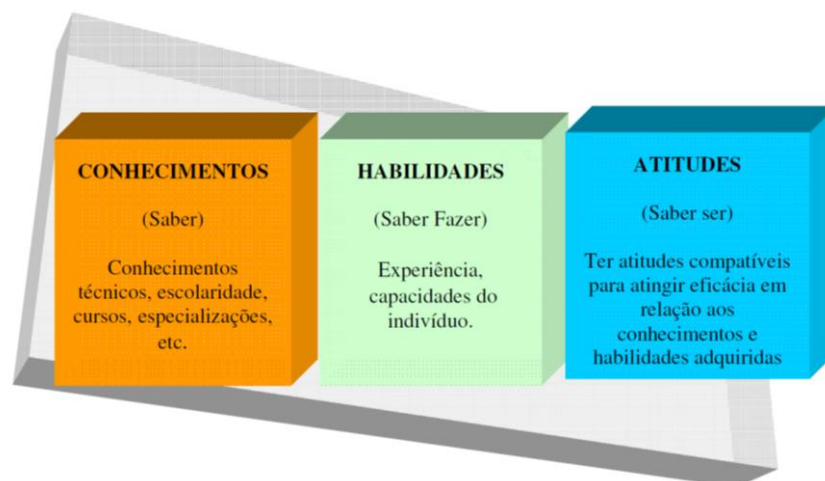 CONHECIMENTOS
(Saber)
Conhecimentos
técnicos, escolaridade,
cursos, especializações,
etc.
HABILIDADES
(Saber Fazer)
Experiência,
capacidades do
indivíduo.
ATITUDES
(Saber ser)
Ter atitudes compatíveis
para atingir eficácia em
relação aos
conhecimentos e
habilidades adquiridas